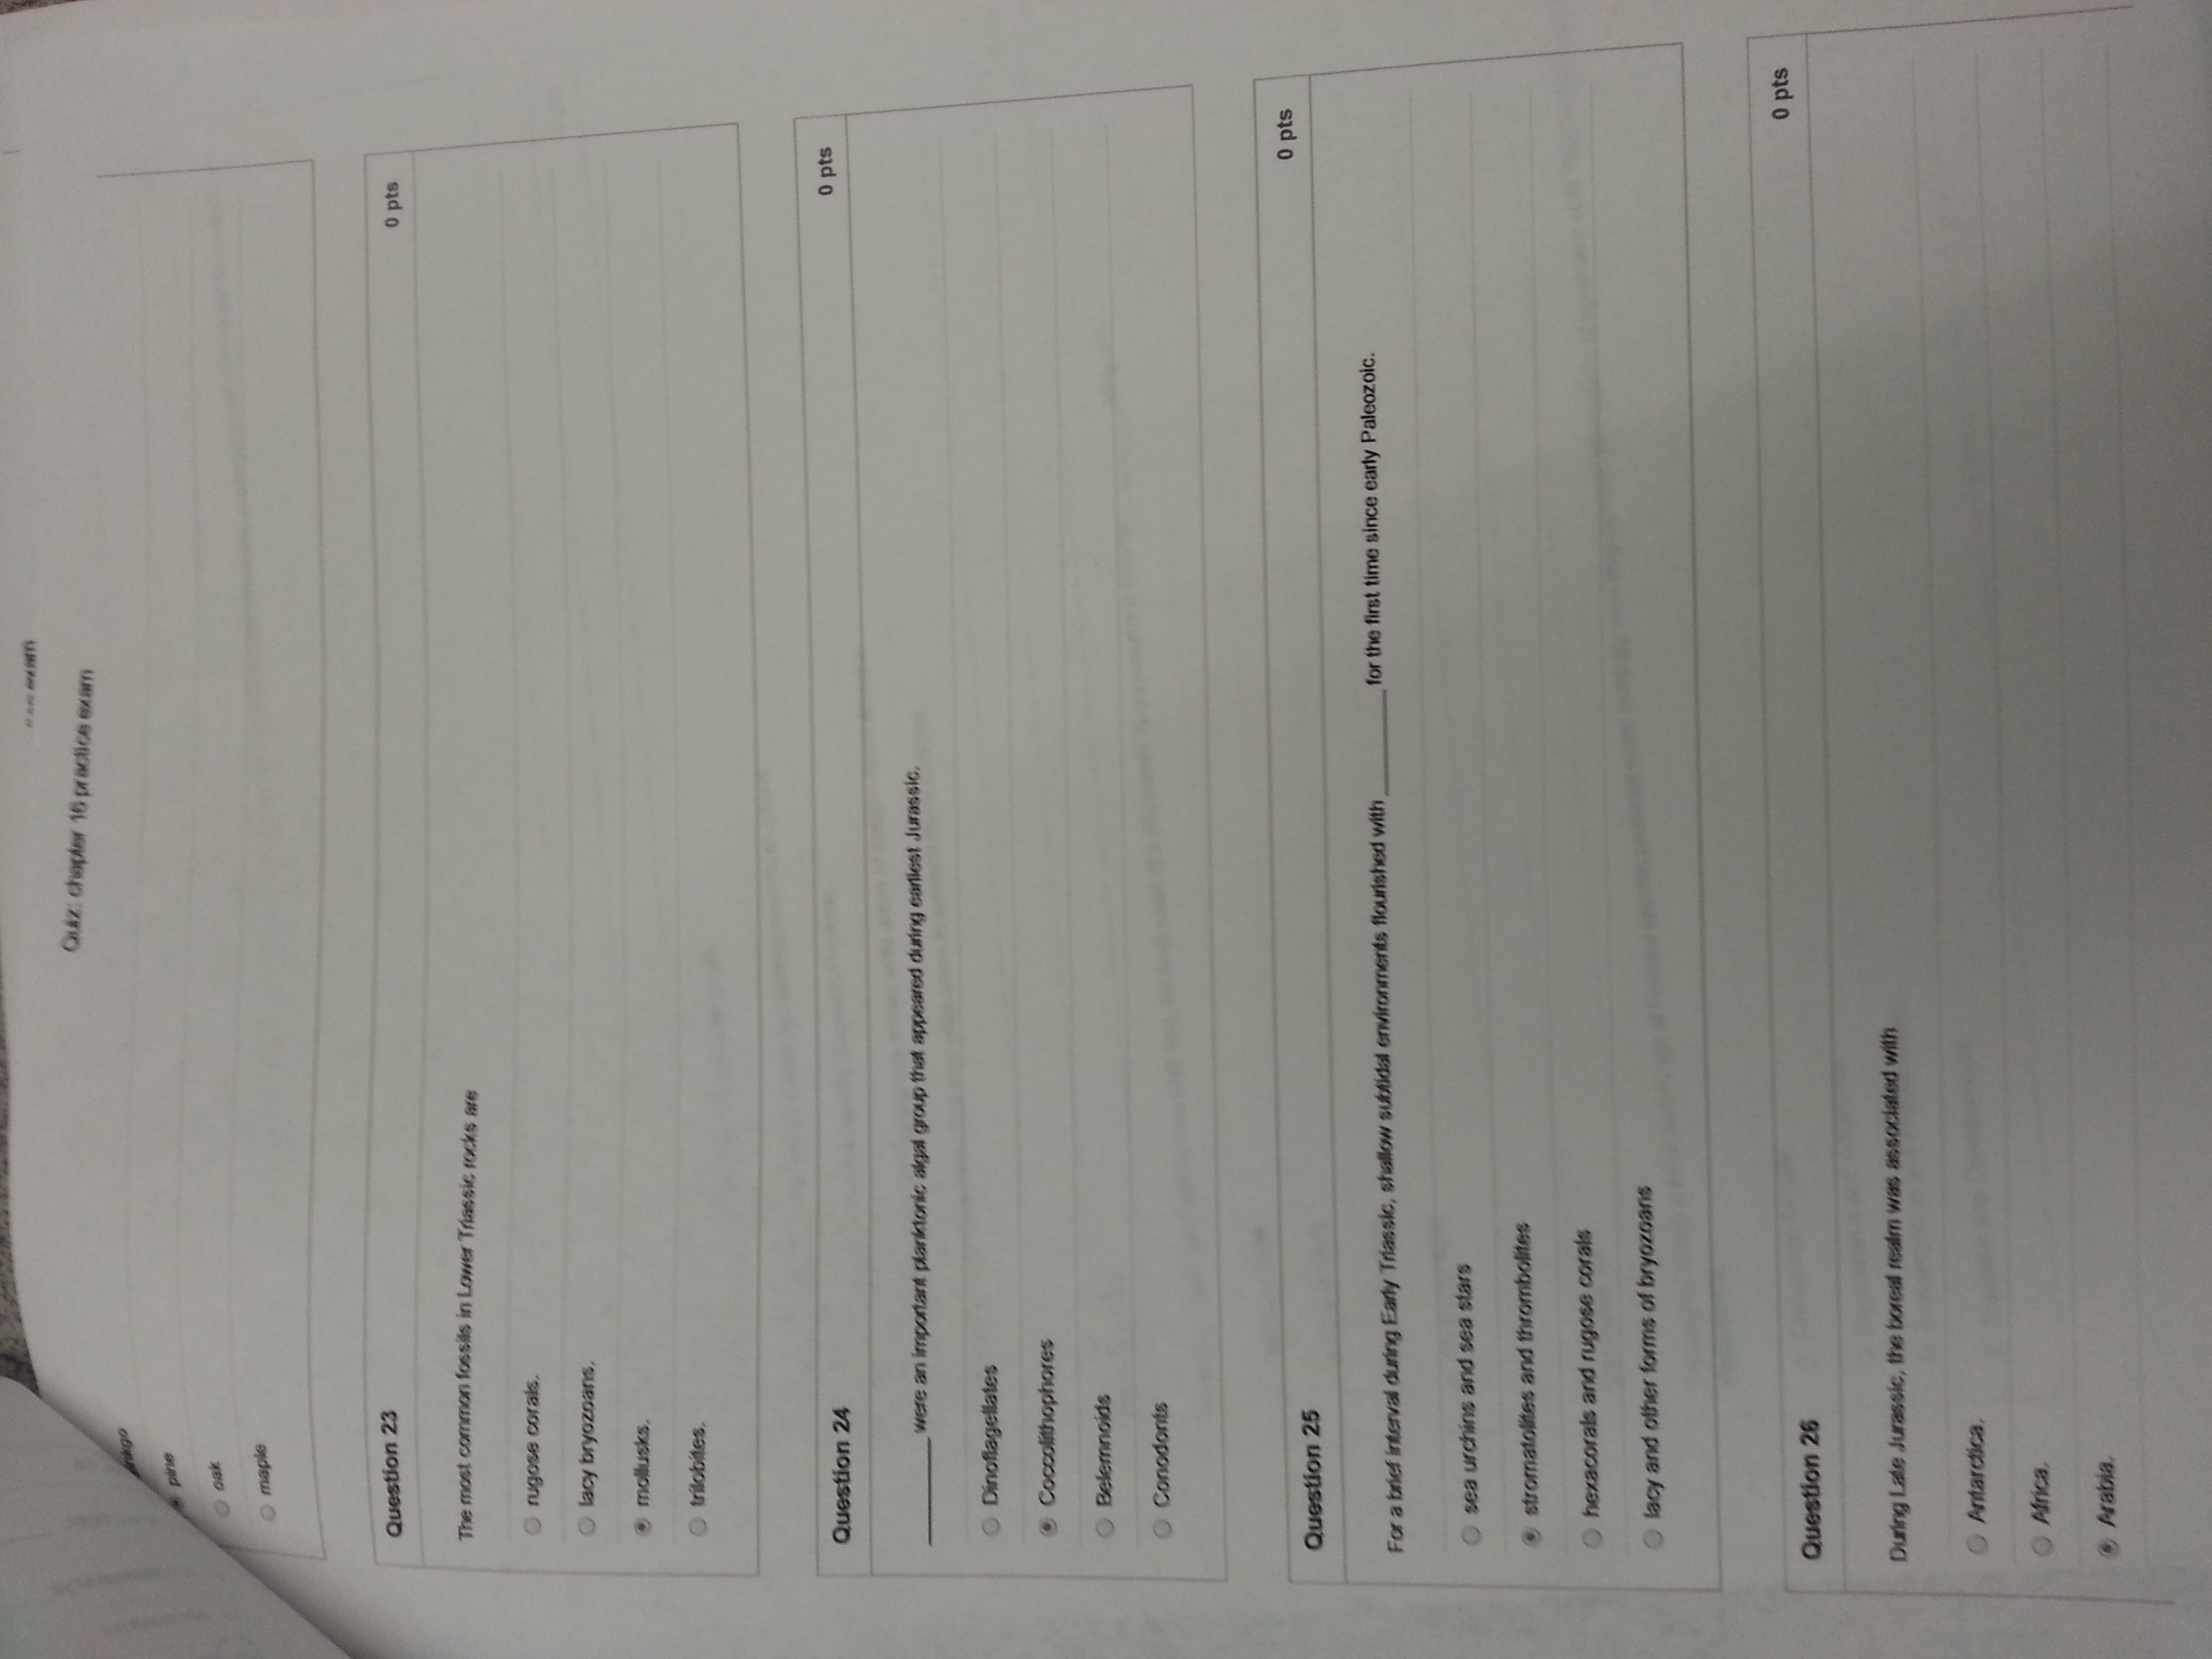 exam
Quiz: chapter 16 practice exam
pine
oak
maple
Question 23
0 pts
The most common fossils in Lower Triassic rocks are
rugose corals.
lacy bryozoans.
mollusks.
trilobites.
Question 24
0 pts
________ were an important planktonic algal group that appeared during earliest Jurassic.
Dinoflagellates
Coccolithophores
Belemnoids
Conodonts
Question 25
0 pts
For a brief interval during Early Triassic, shallow subtidal environments flourished with ________ for the first time since early Paleozoic.
sea urchins and sea stars
stromatolites and thrombolites
hexacorals and rugose corals
lacy and other forms of bryozoans
Question 26
0 pts
During Late Jurassic, the boreal realm was associated with
Antarctica.
Africa.
Arabia.